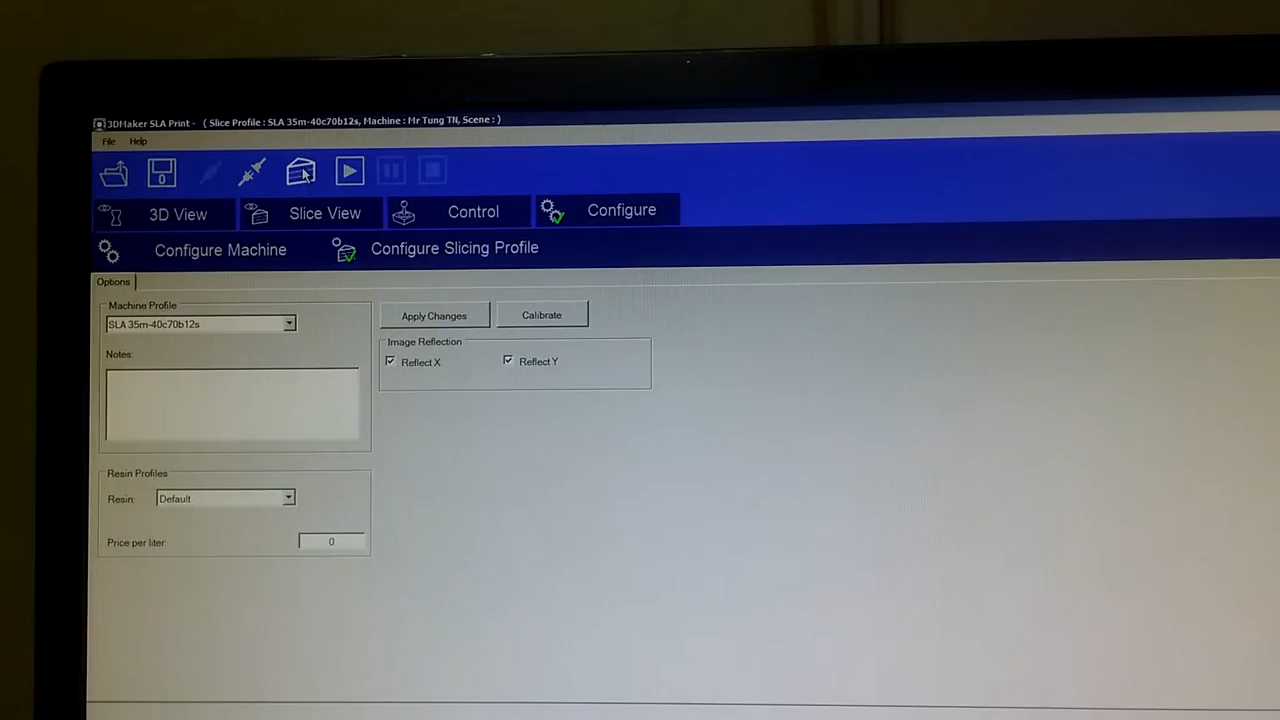 3DMaker SLA Print - ( Slice Profile : SLA 35m-40c70b12s, Machine : Mr Tung TN, Scene : )
File Help
0
3D View Slice View Control Configure
Configure Machine Configure Slicing Profile
Options
Machine Profile
SLA 35m-40c70b12s
Apply Changes Calibrate
Image Reflection
Notes:
Reflect X Reflect Y
Resin Profiles
Resin: Default
Price per liter: 0